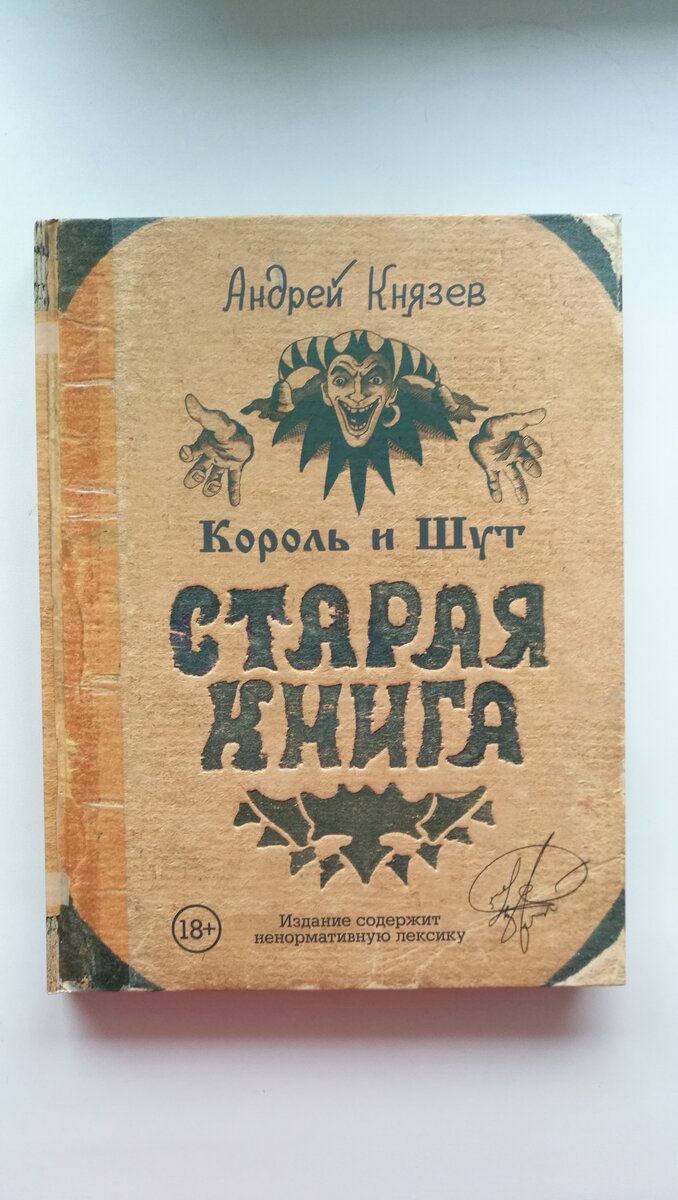 Андрей Князев
Король и Шут
СТАРАЯ
КНИГА
18+
Издание содержит
ненормативную лексику